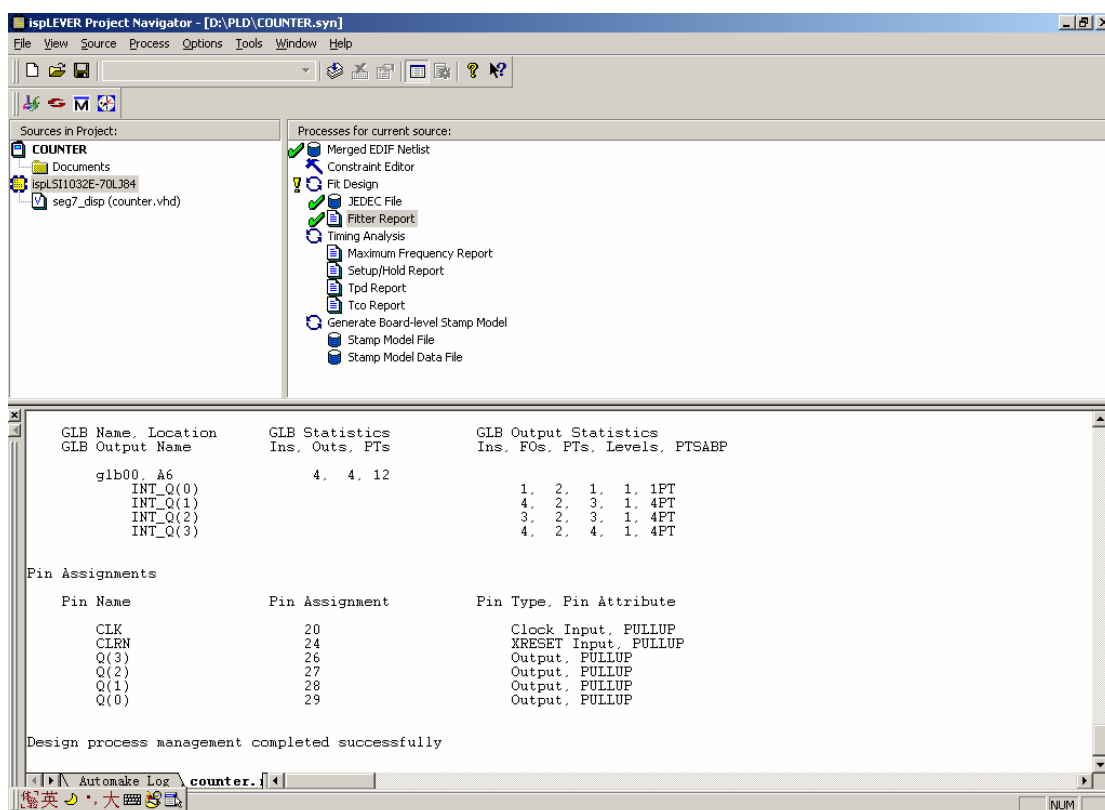 ispLEVER Project Navigator - [D:\PLD\COUNTER.syn]
File View Source Process Options Tools Window Help
Sources in Project:
COUNTER
Documents
ispLSI1032E-70LJ84
seg7_disp (counter.vhd)
Processes for current source:
Merged EDIF Netlist
Constraint Editor
Fit Design
JEDEC File
Fitter Report
Timing Analysis
Maximum Frequency Report
Setup/Hold Report
Tpd Report
Tco Report
Generate Board-level Stamp Model
Stamp Model File
Stamp Model Data File
GLB Name, Location GLB Statistics GLB Output Statistics
GLB Output Name Ins, Outs, PTs Ins, FOs, PTs, Levels, PTSABP
glb00, A6 4, 4, 12
INT_Q(0) 1, 2, 1, 1, 1PT
INT_Q(1) 4, 2, 3, 1, 4PT
INT_Q(2) 3, 2, 3, 1, 4PT
INT_Q(3) 4, 2, 4, 1, 4PT
Pin Assignments
Pin Name Pin Assignment Pin Type, Pin Attribute
CLK 20 Clock Input, PULLUP
CLRN 24 XRESET Input, PULLUP
Q(3) 26 Output, PULLUP
Q(2) 27 Output, PULLUP
Q(1) 28 Output, PULLUP
Q(0) 29 Output, PULLUP
Design process management completed successfully
Automake Log counter.
英 大
NUM